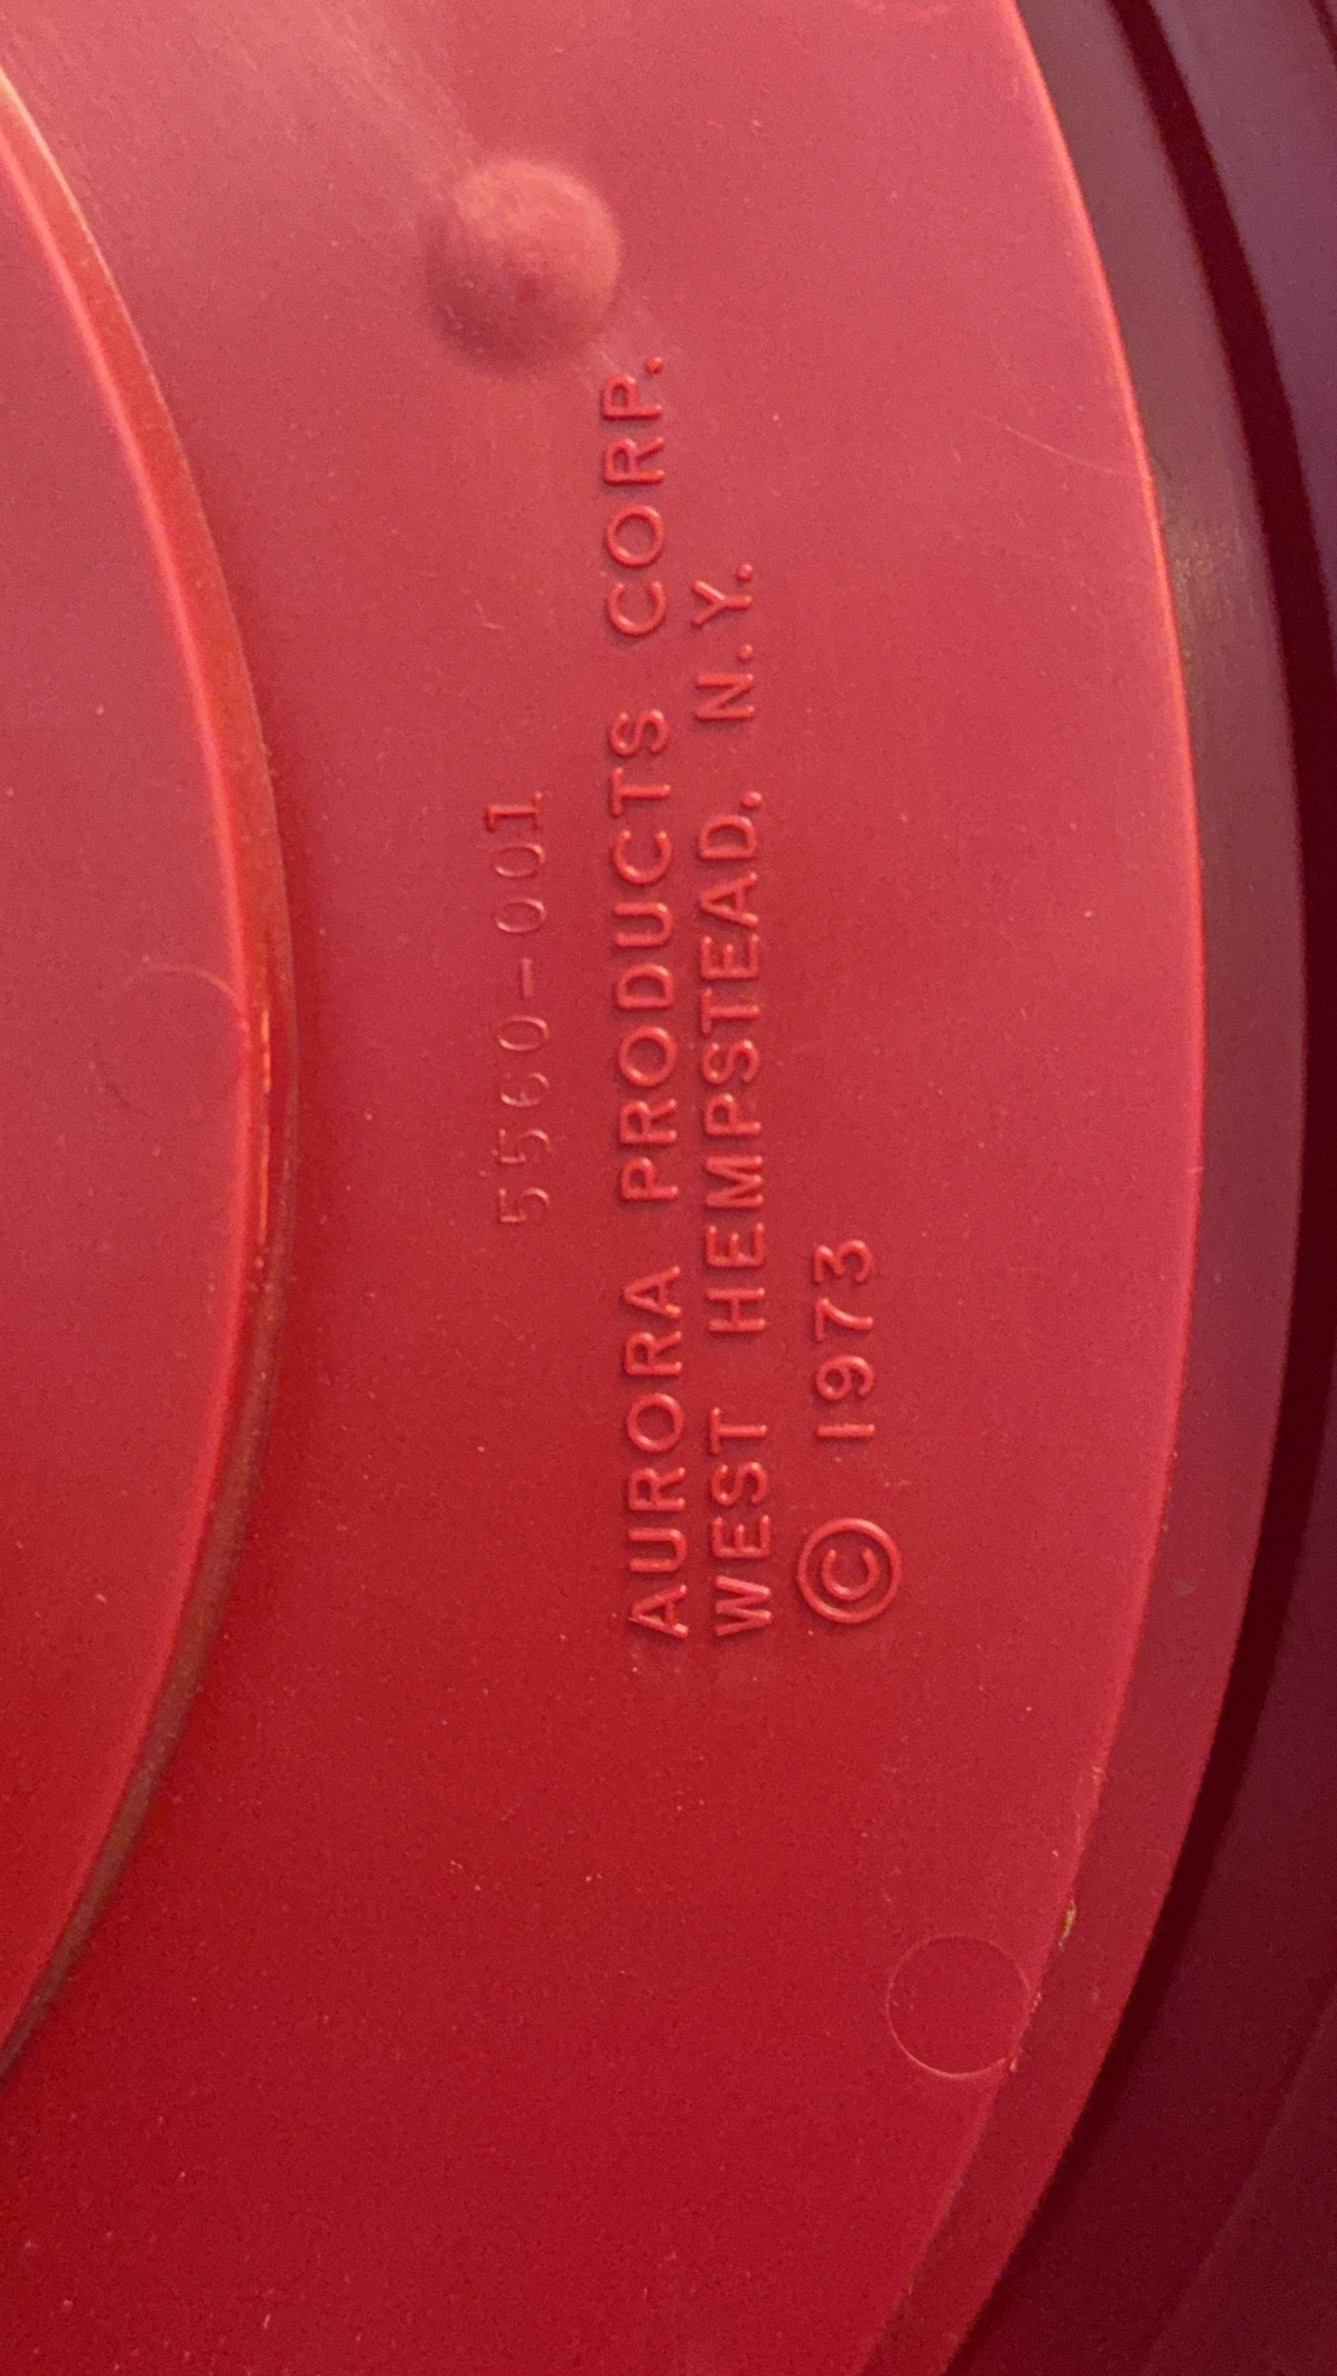 5560-001
AURORA PRODUCTS CORP.
WEST HEMPSTEAD. N.Y.
© 1973